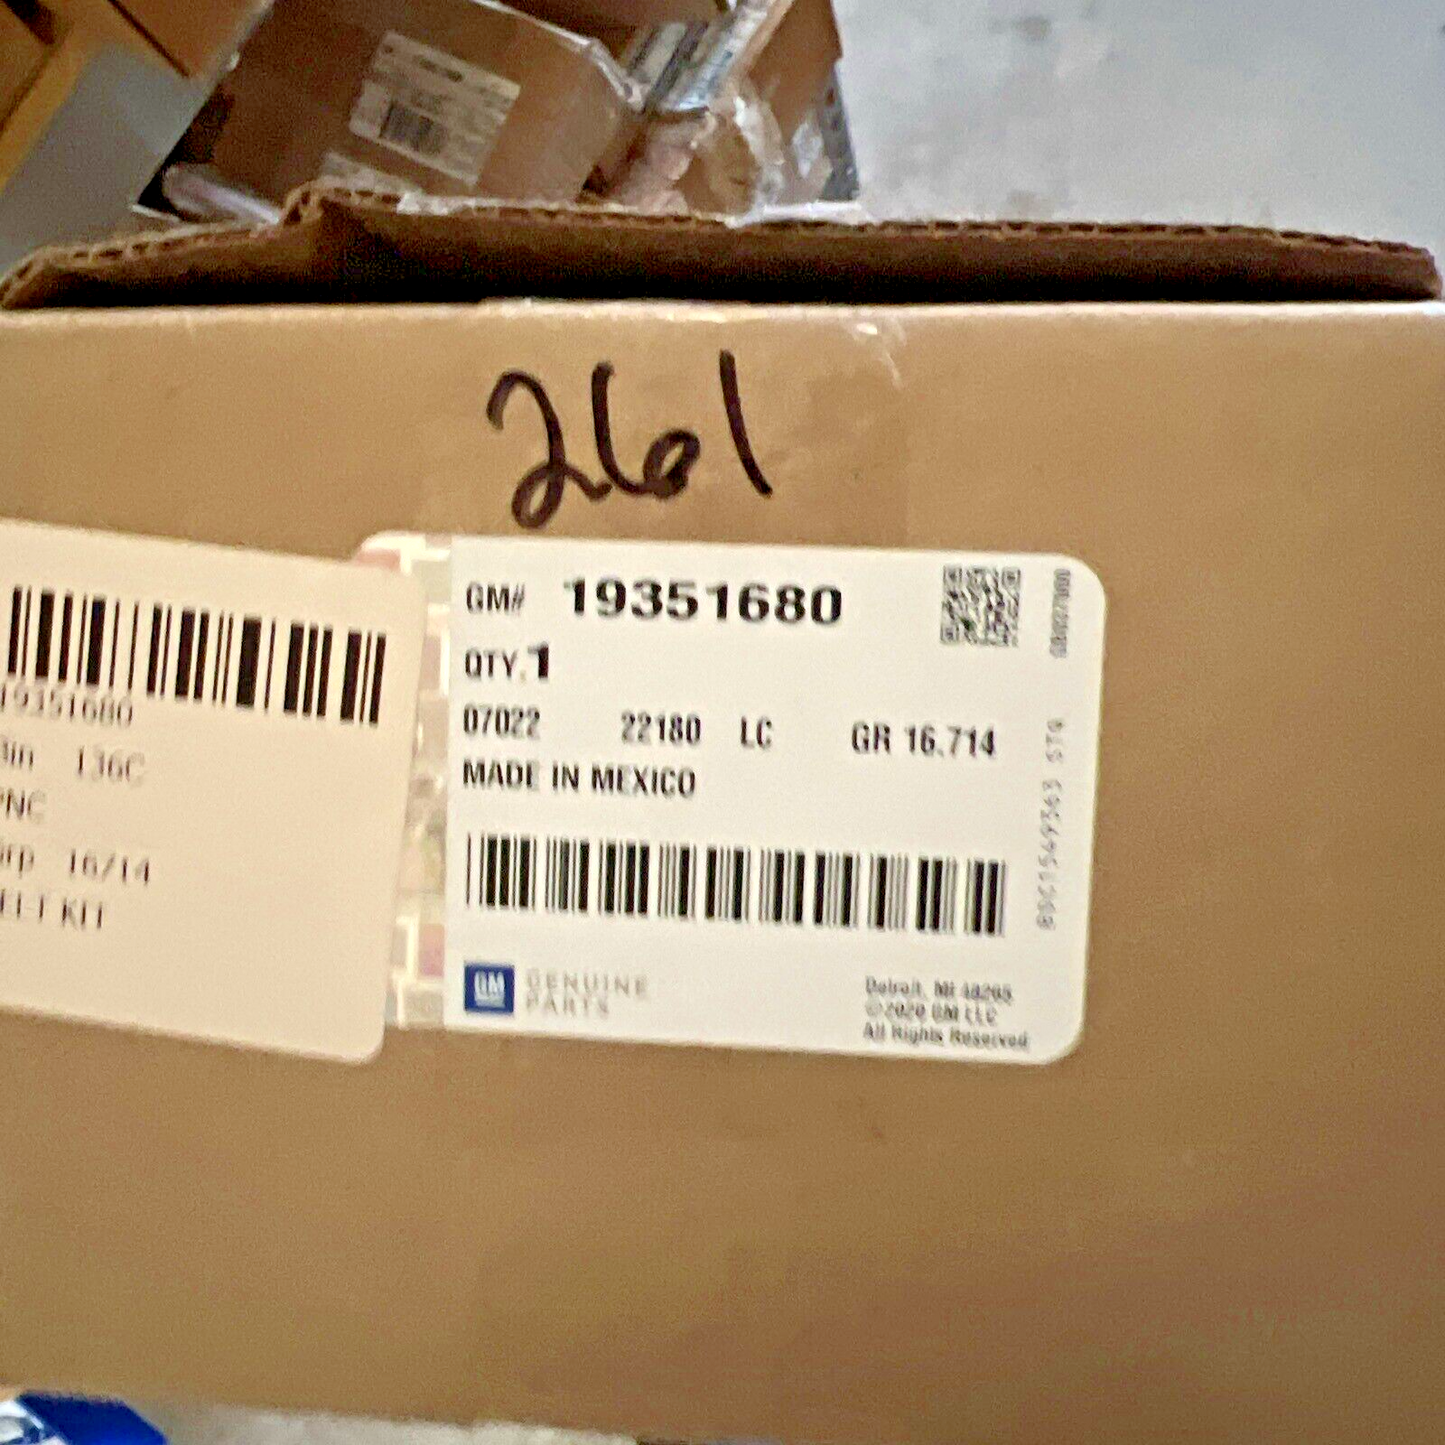 261
19351680
136C
16/14
KIT
GM# 19351680
QTY. 1
07022 22180 LC GR 16.714
MADE IN MEXICO
GM
GENUINE
PARTS
Detroit, MI 48265
©2020 GM LLC
All Rights Reserved